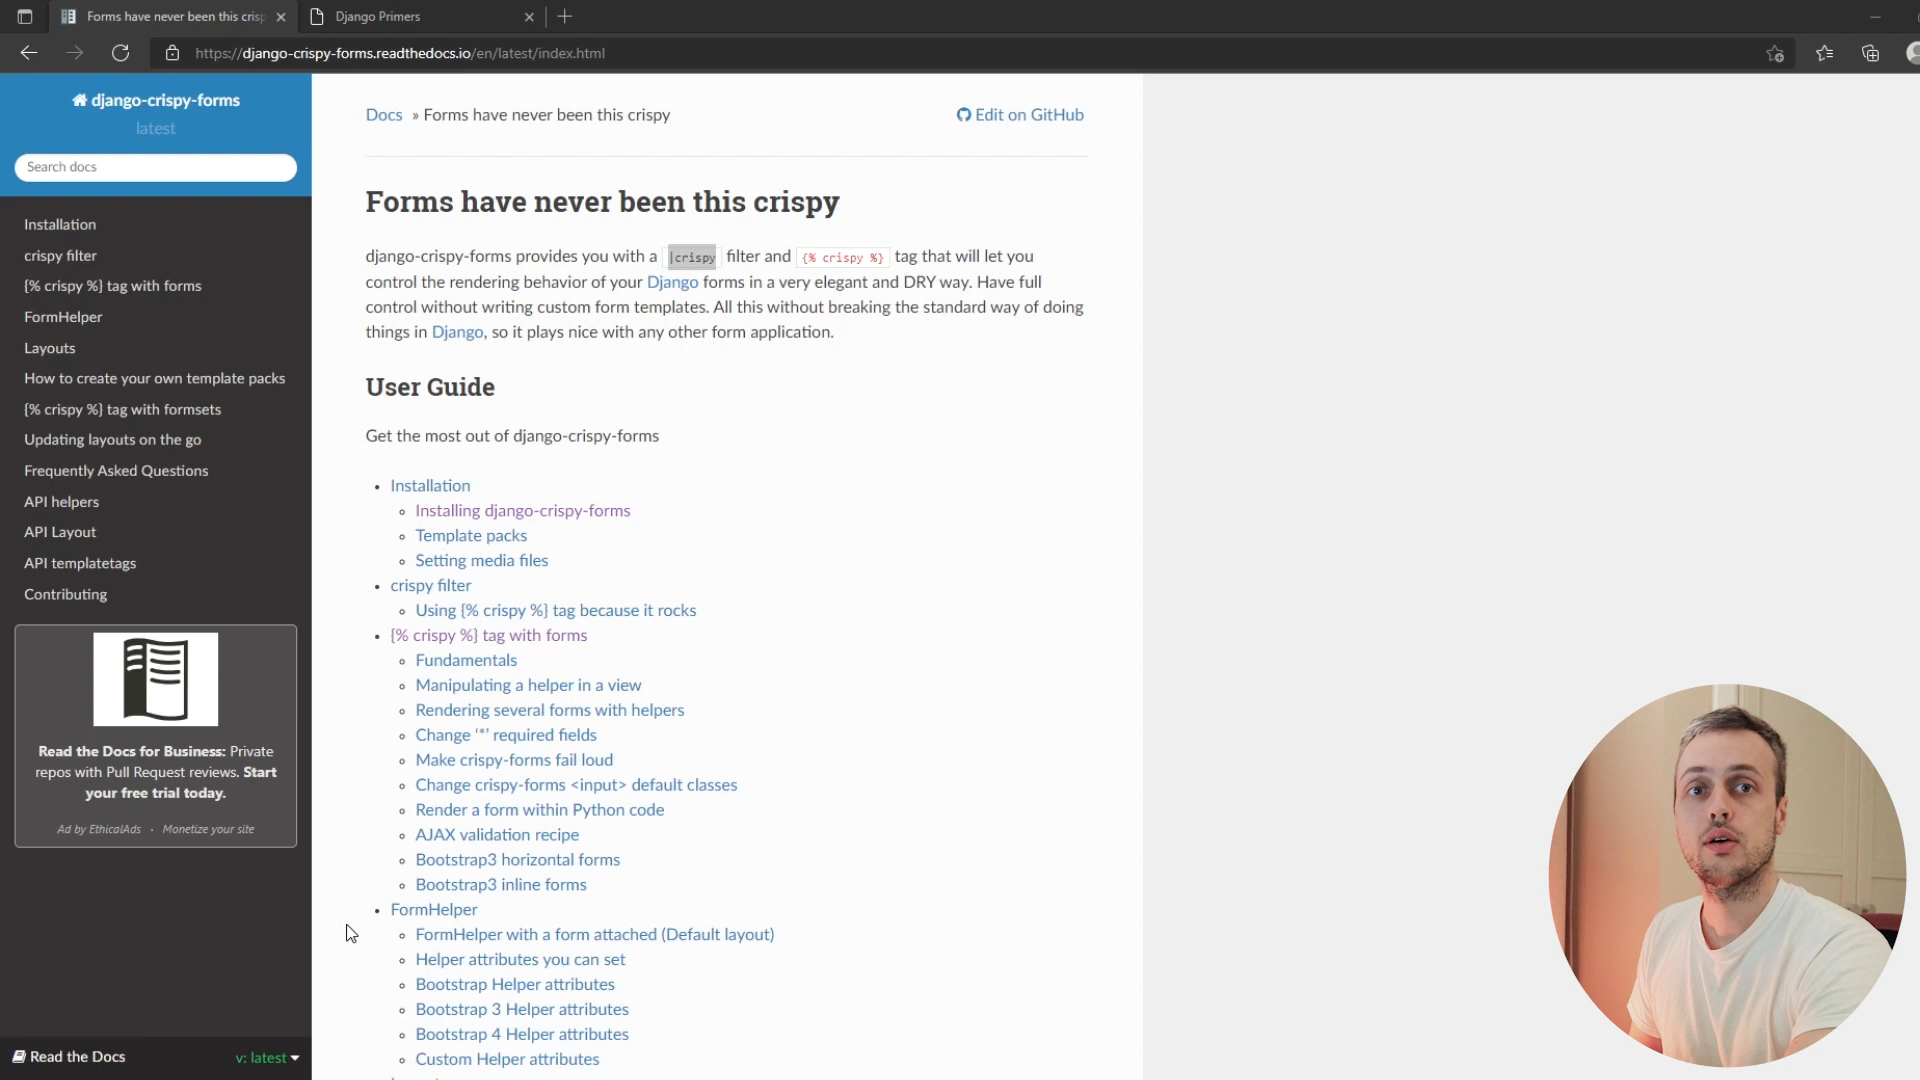 Forms have never been this crisp
Django Primers
https://django-crispy-forms.readthedocs.io/en/latest/index.html
django-crispy-forms
latest
Search docs
Installation
crispy filter
{% crispy %} tag with forms
FormHelper
Layouts
How to create your own template packs
{% crispy %} tag with formsets
Updating layouts on the go
Frequently Asked Questions
API helpers
API Layout
API templatetags
Contributing
Read the Docs for Business: Private
repos with Pull Request reviews. Start
your free trial today.
Ad by EthicalAds · Monetize your site
Read the Docs
v: latest
Docs » Forms have never been this crispy
Edit on GitHub
Forms have never been this crispy
django-crispy-forms provides you with a |crispy filter and {% crispy %} tag that will let you
control the rendering behavior of your Django forms in a very elegant and DRY way. Have full
control without writing custom form templates. All this without breaking the standard way of doing
things in Django, so it plays nice with any other form application.
User Guide
Get the most out of django-crispy-forms
Installation
Installing django-crispy-forms
Template packs
Setting media files
crispy filter
Using {% crispy %} tag because it rocks
{% crispy %} tag with forms
Fundamentals
Manipulating a helper in a view
Rendering several forms with helpers
Change '*' required fields
Make crispy-forms fail loud
Change crispy-forms <input> default classes
Render a form within Python code
AJAX validation recipe
Bootstrap3 horizontal forms
Bootstrap3 inline forms
FormHelper
FormHelper with a form attached (Default layout)
Helper attributes you can set
Bootstrap Helper attributes
Bootstrap 3 Helper attributes
Bootstrap 4 Helper attributes
Custom Helper attributes